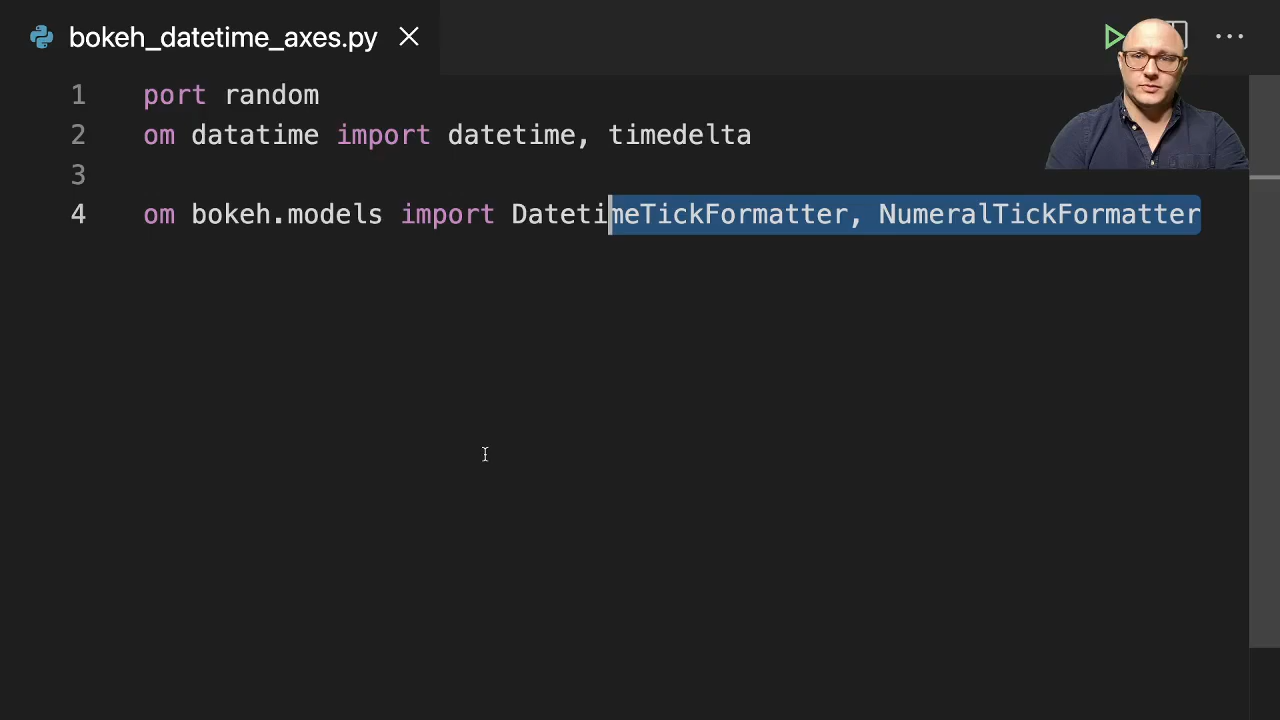 bokeh_datetime_axes.py
1 port random
2 om datatime import datetime, timedelta
3
4 om bokeh.models import DatetimeTickFormatter, NumeralTickFormatter